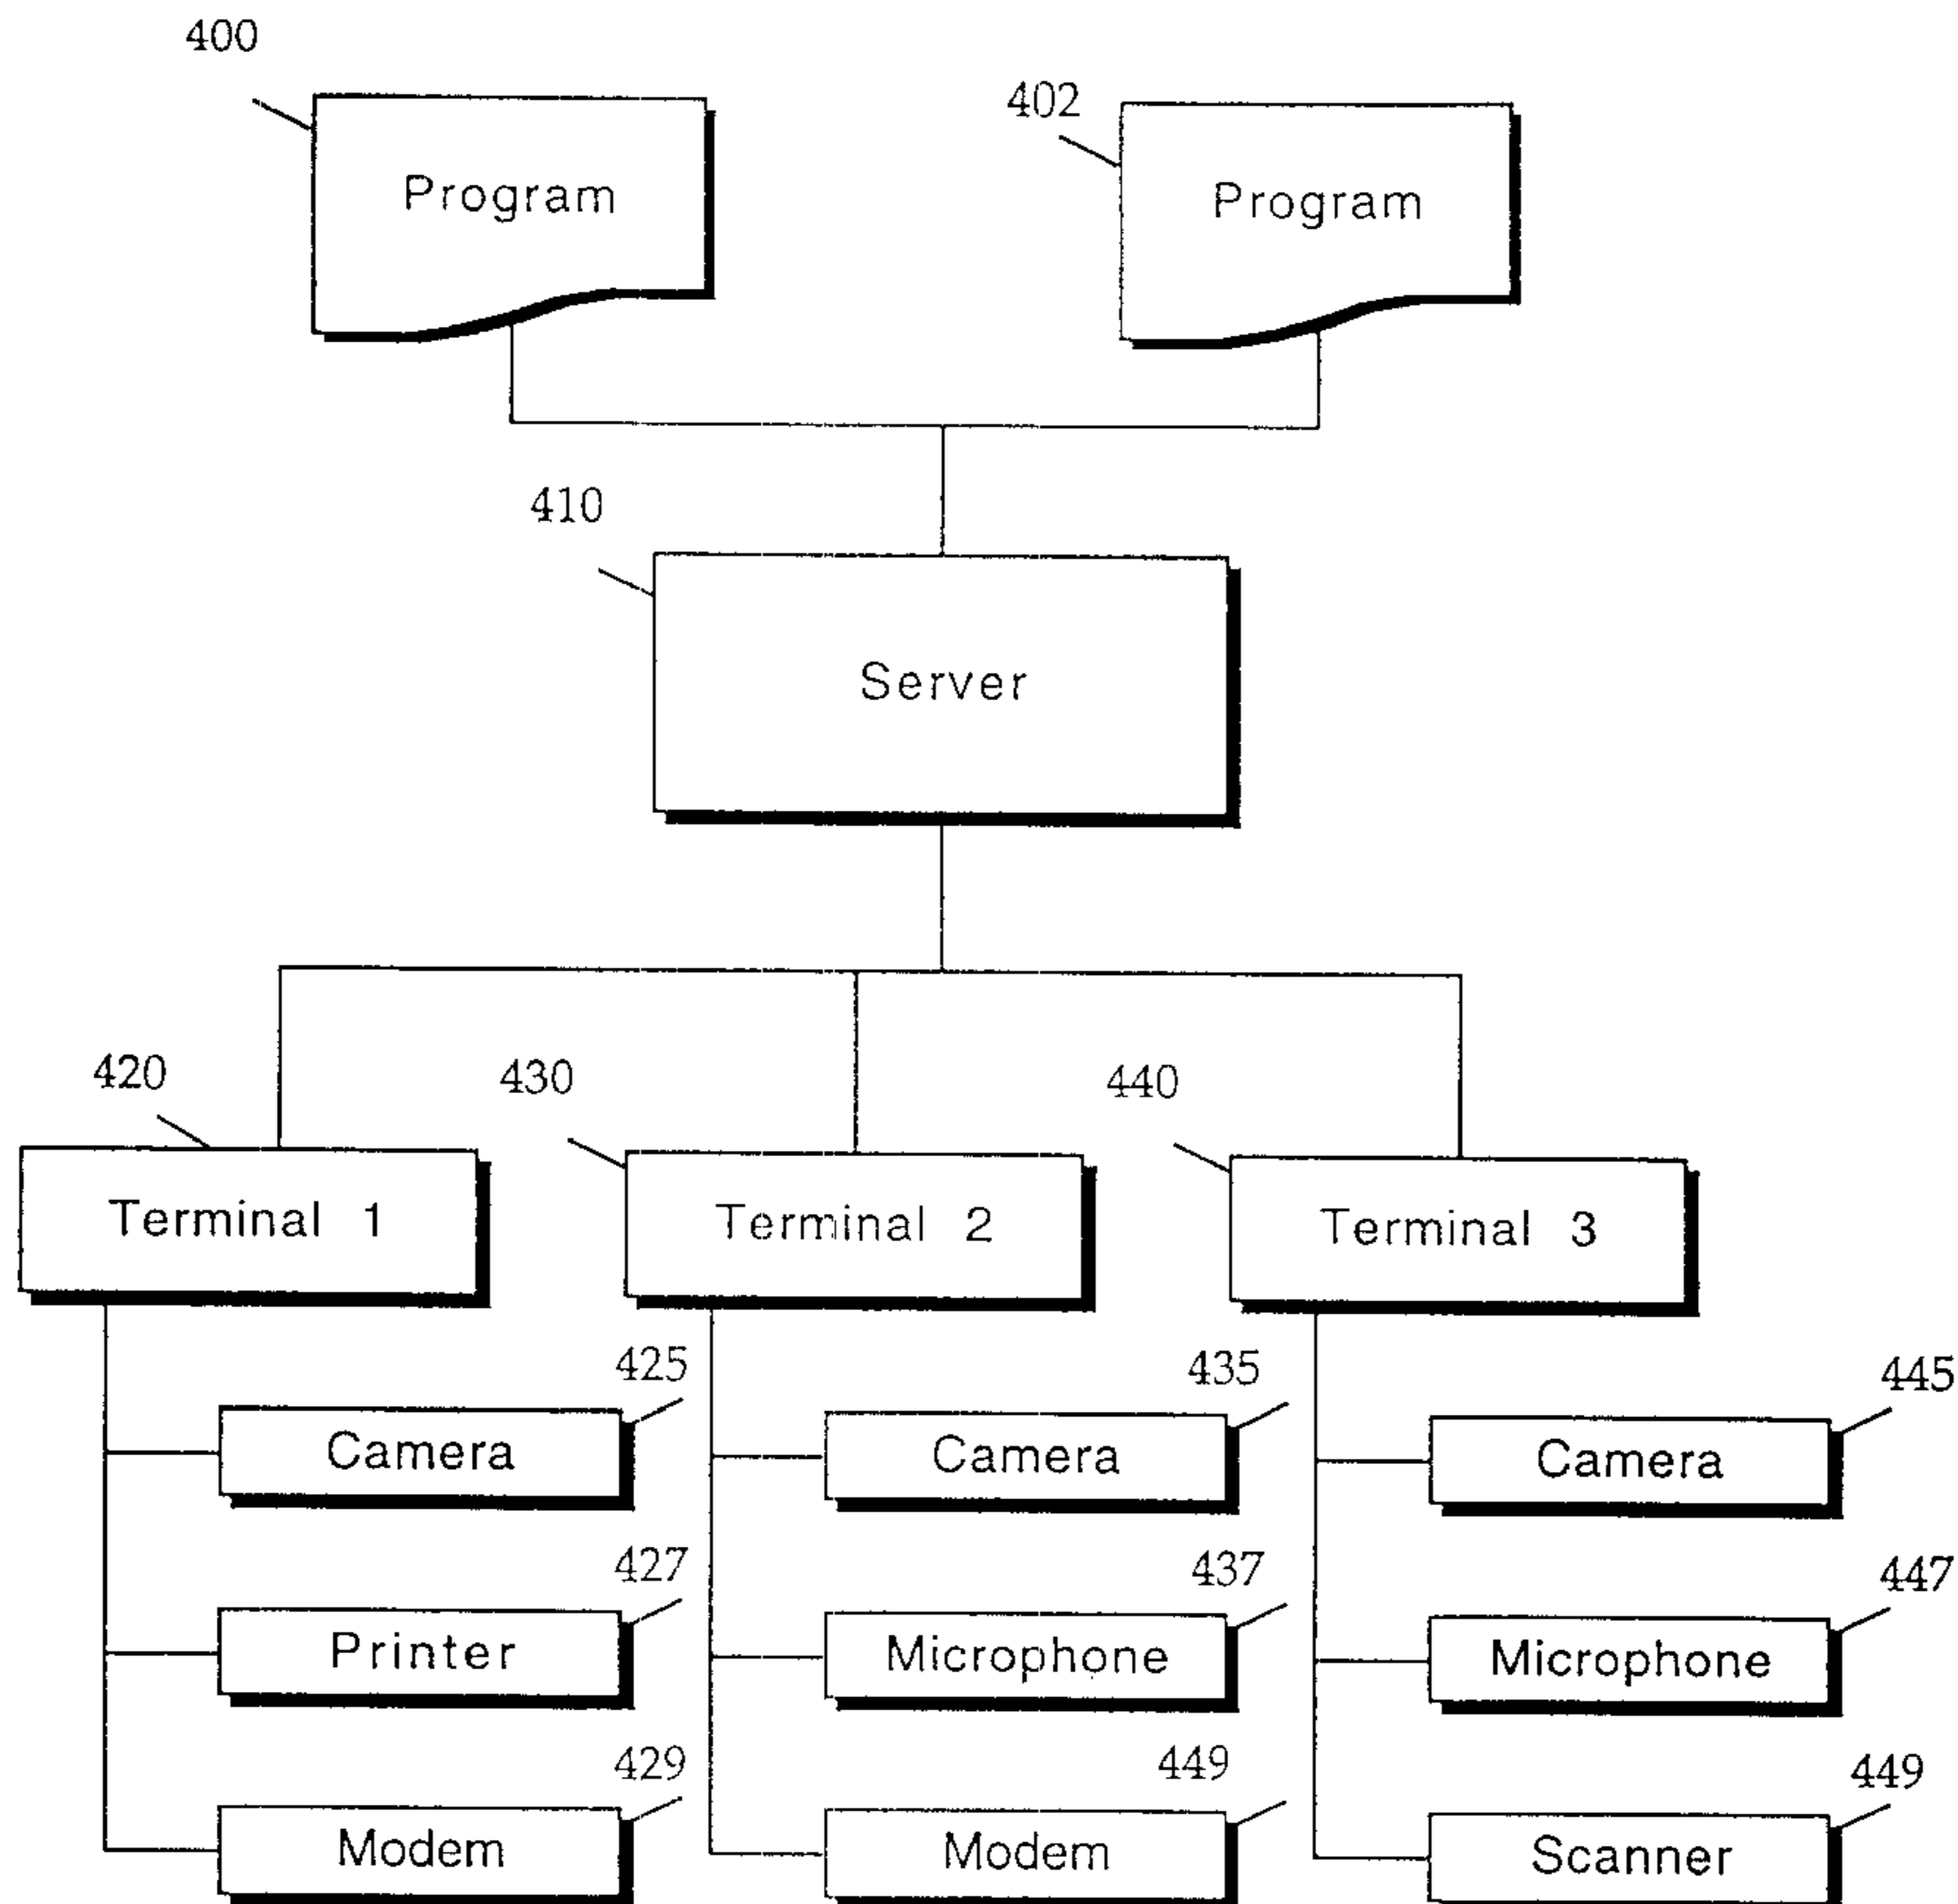 400
402
Program
Program
410
Server
420
430
440
Terminal 1
Terminal 2
Terminal 3
425
435
445
Camera
Camera
Camera
427
437
447
Printer
Microphone
Microphone
429
449
449
Modem
Modem
Scanner